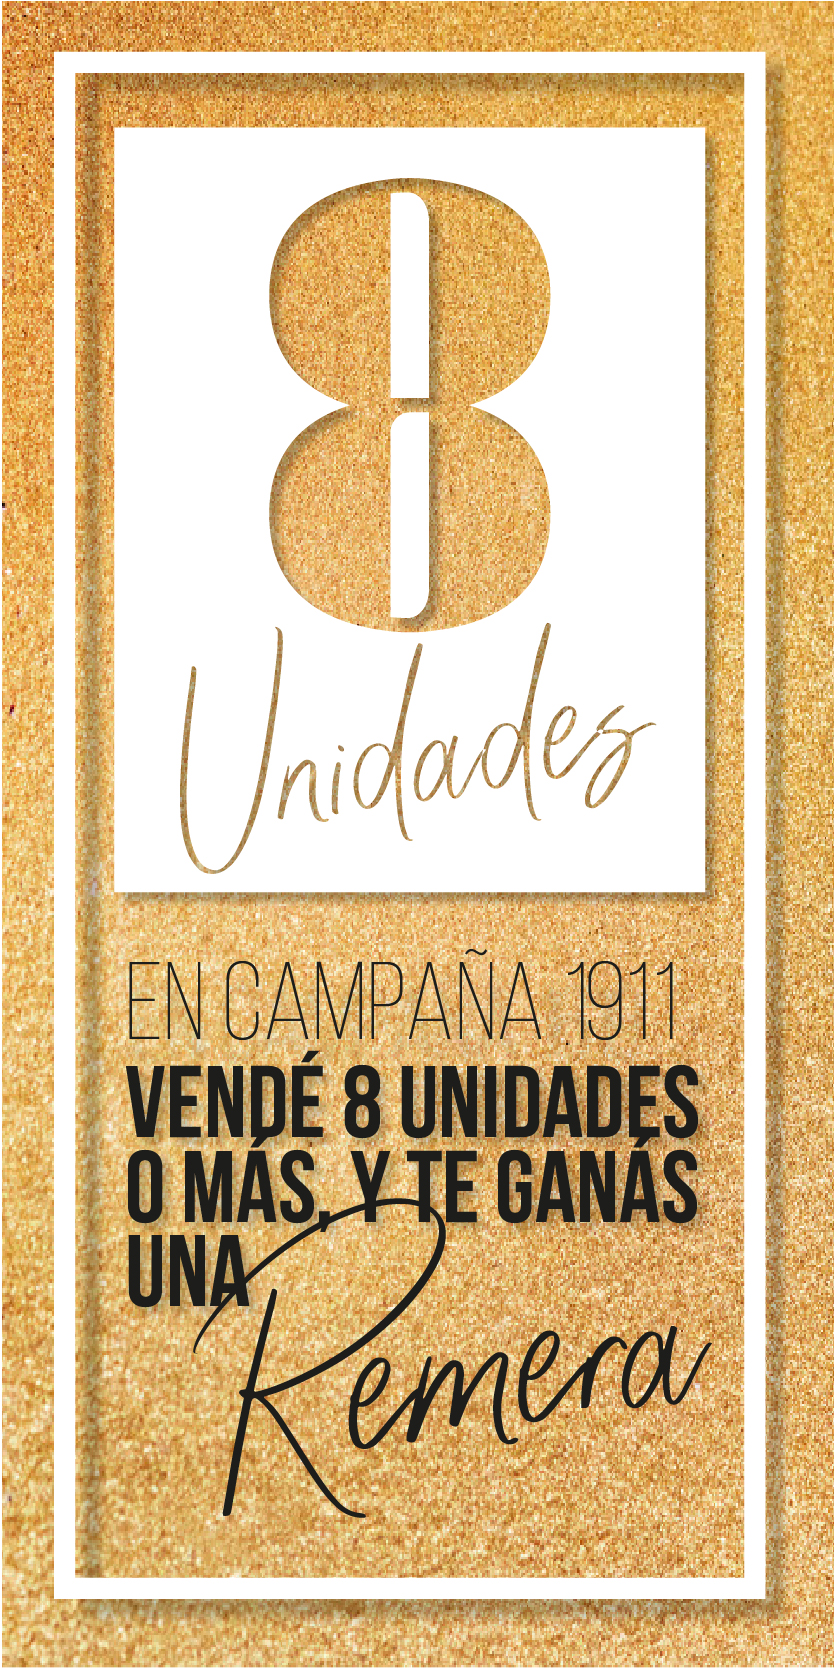 8
Unidades
EN CAMPAÑA 1911
VENDÉ 8 UNIDADES
O MÁS, Y TE GANÁS
UNA
Remera